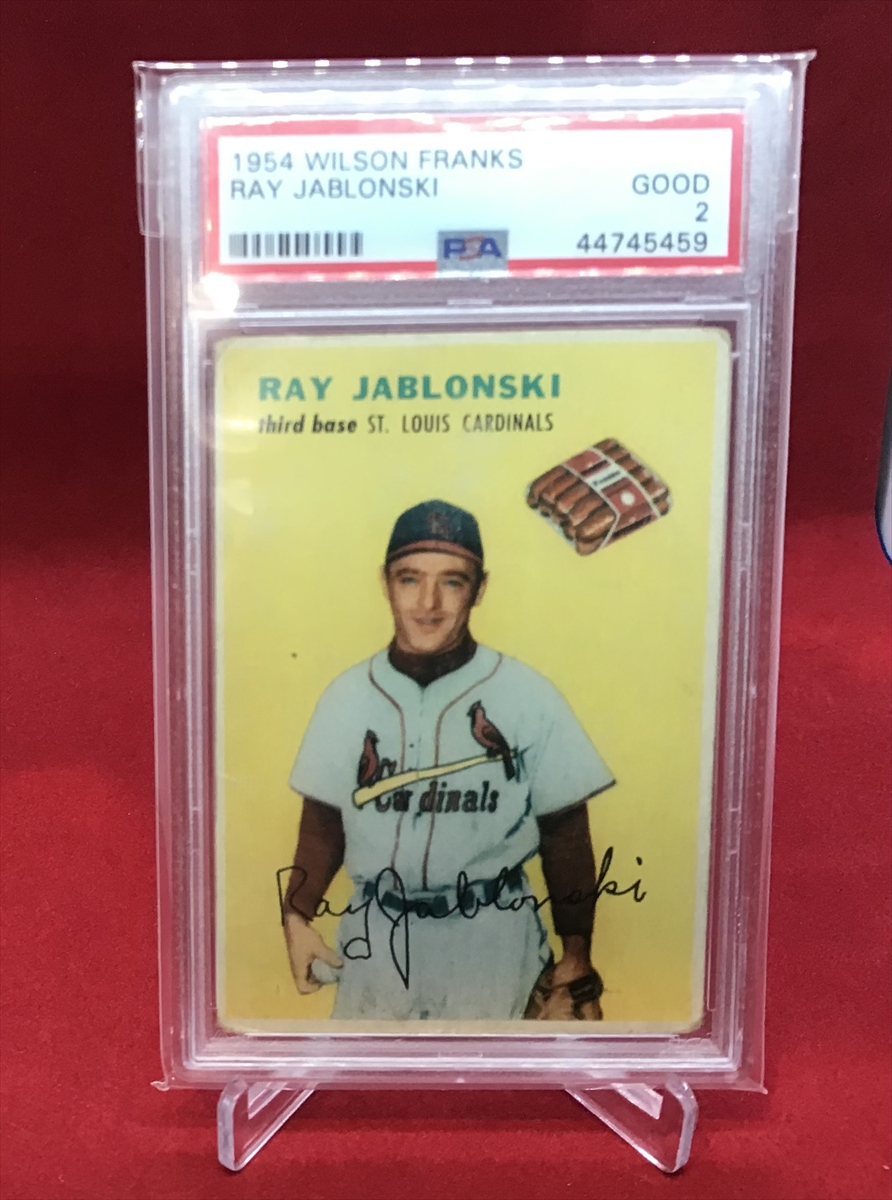 1954 WILSON FRANKS
RAY JABLONSKI GOOD
2
PSA 44745459
RAY JABLONSKI
third base ST. LOUIS CARDINALS
Franks
Cardinals
Ray Jablonski